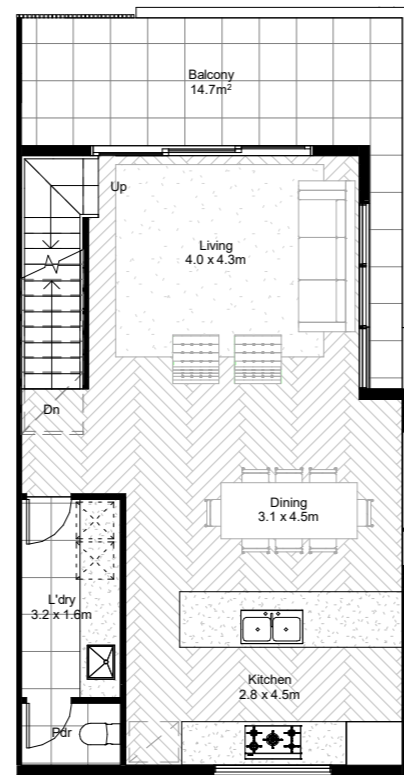 Balcony
14.7m²
Up
Living
4.0 x 4.3m
Dn
Dining
3.1 x 4.5m
L'dry
3.2 x 1.6m
Kitchen
2.8 x 4.5m
Pdr